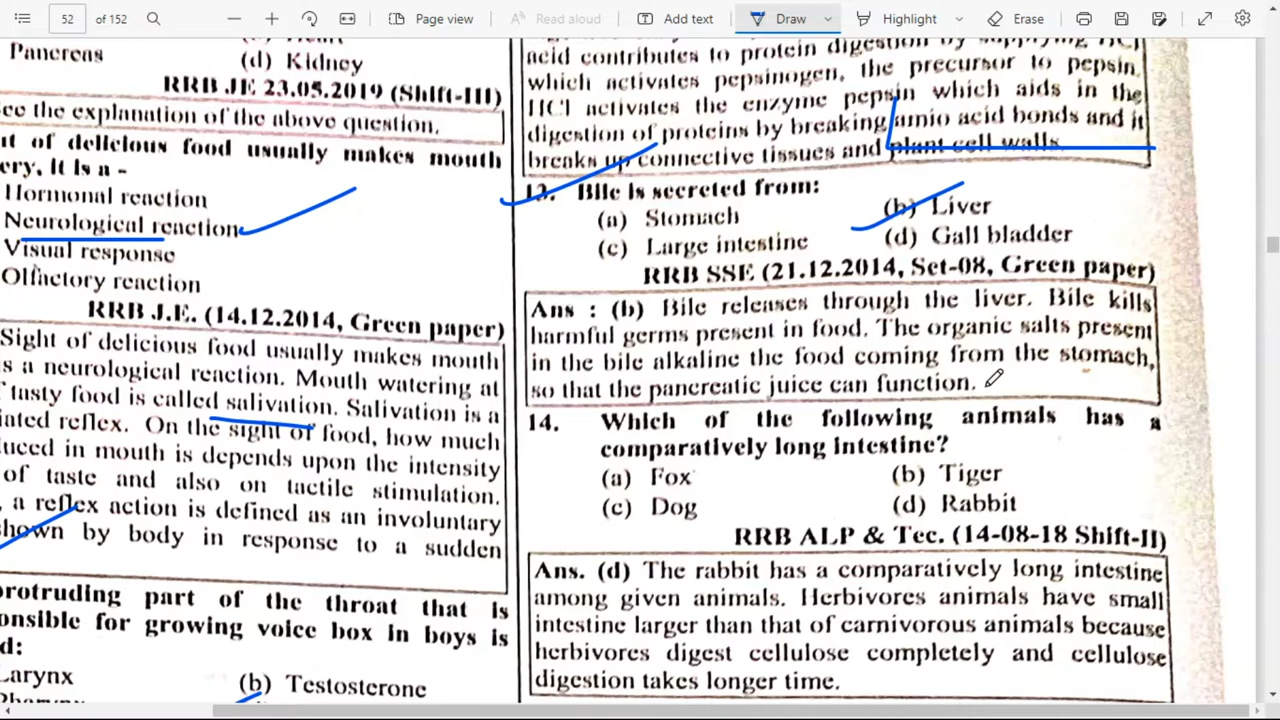 52 of 152 Page view Read aloud Add text Draw Highlight Erase
Pancreas (d) Kidney
RRB JE 23.05.2019 (Shift-III)
ee the explanation of the above question.
of delicious food usually makes mouth
ery, it is a -
Hormonal reaction
Neurological reaction
Visual response
Olfactory reaction
RRB J.E. (14.12.2014, Green paper)
Sight of delicious food usually makes mouth
s a neurological reaction. Mouth watering at
tasty food is called salivation. Salivation is a
reflex. On the sight of food, how much
uced in mouth is depends upon the intensity
of taste and also on tactile stimulation.
a reflex action is defined as an involuntary
shown by body in response to a sudden
protruding part of the throat that is
onsible for growing voice box in boys is
d:
Larynx (b) Testosterone
acid contributes to protein digestion by supplying HCl
which activates pepsinogen, the precursor to pepsin.
HCl activates the enzyme pepsin which aids in the
digestion of proteins by breaking amio acid bonds and it
breaks up connective tissues and plant cell walls.
13. Bile is secreted from:
(a) Stomach (b) Liver
(c) Large intestine (d) Gall bladder
RRB SSE (21.12.2014, Set-08, Green paper)
Ans : (b) Bile releases through the liver. Bile kills
harmful germs present in food. The organic salts present
in the bile alkaline the food coming from the stomach,
so that the pancreatic juice can function.
14. Which of the following animals has a
comparatively long intestine?
(a) Fox (b) Tiger
(c) Dog (d) Rabbit
RRB ALP & Tec. (14-08-18 Shift-II)
Ans. (d) The rabbit has a comparatively long intestine
among given animals. Herbivores animals have small
intestine larger than that of carnivorous animals because
herbivores digest cellulose completely and cellulose
digestion takes longer time.